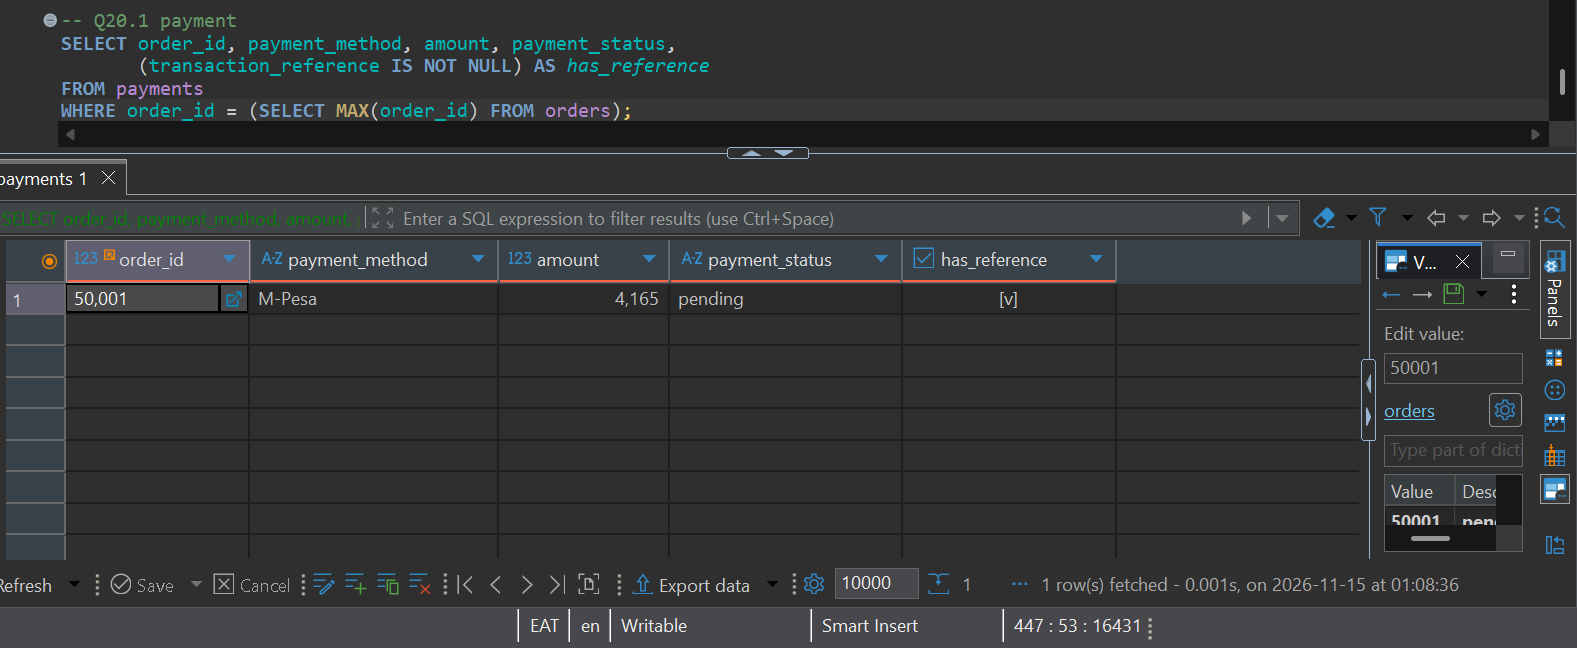 -- Q20.1 payment
SELECT order_id, payment_method, amount, payment_status,
(transaction_reference IS NOT NULL) AS has_reference
FROM payments
WHERE order_id = (SELECT MAX(order_id) FROM orders);
payments 1
SELECT order_id, payment_method, amount, Enter a SQL expression to filter results (use Ctrl+Space)
123 order_id A-Z payment_method 123 amount A-Z payment_status has_reference
1 50,001 M-Pesa 4,165 pending [v]
V...
Panels
Edit value:
50001
orders
Type part of dict
Value Desc
50001 pen
Refresh Save Cancel Export data 10000 1 ... 1 row(s) fetched - 0.001s, on 2026-11-15 at 01:08:36
EAT en Writable Smart Insert 447 : 53 : 16431